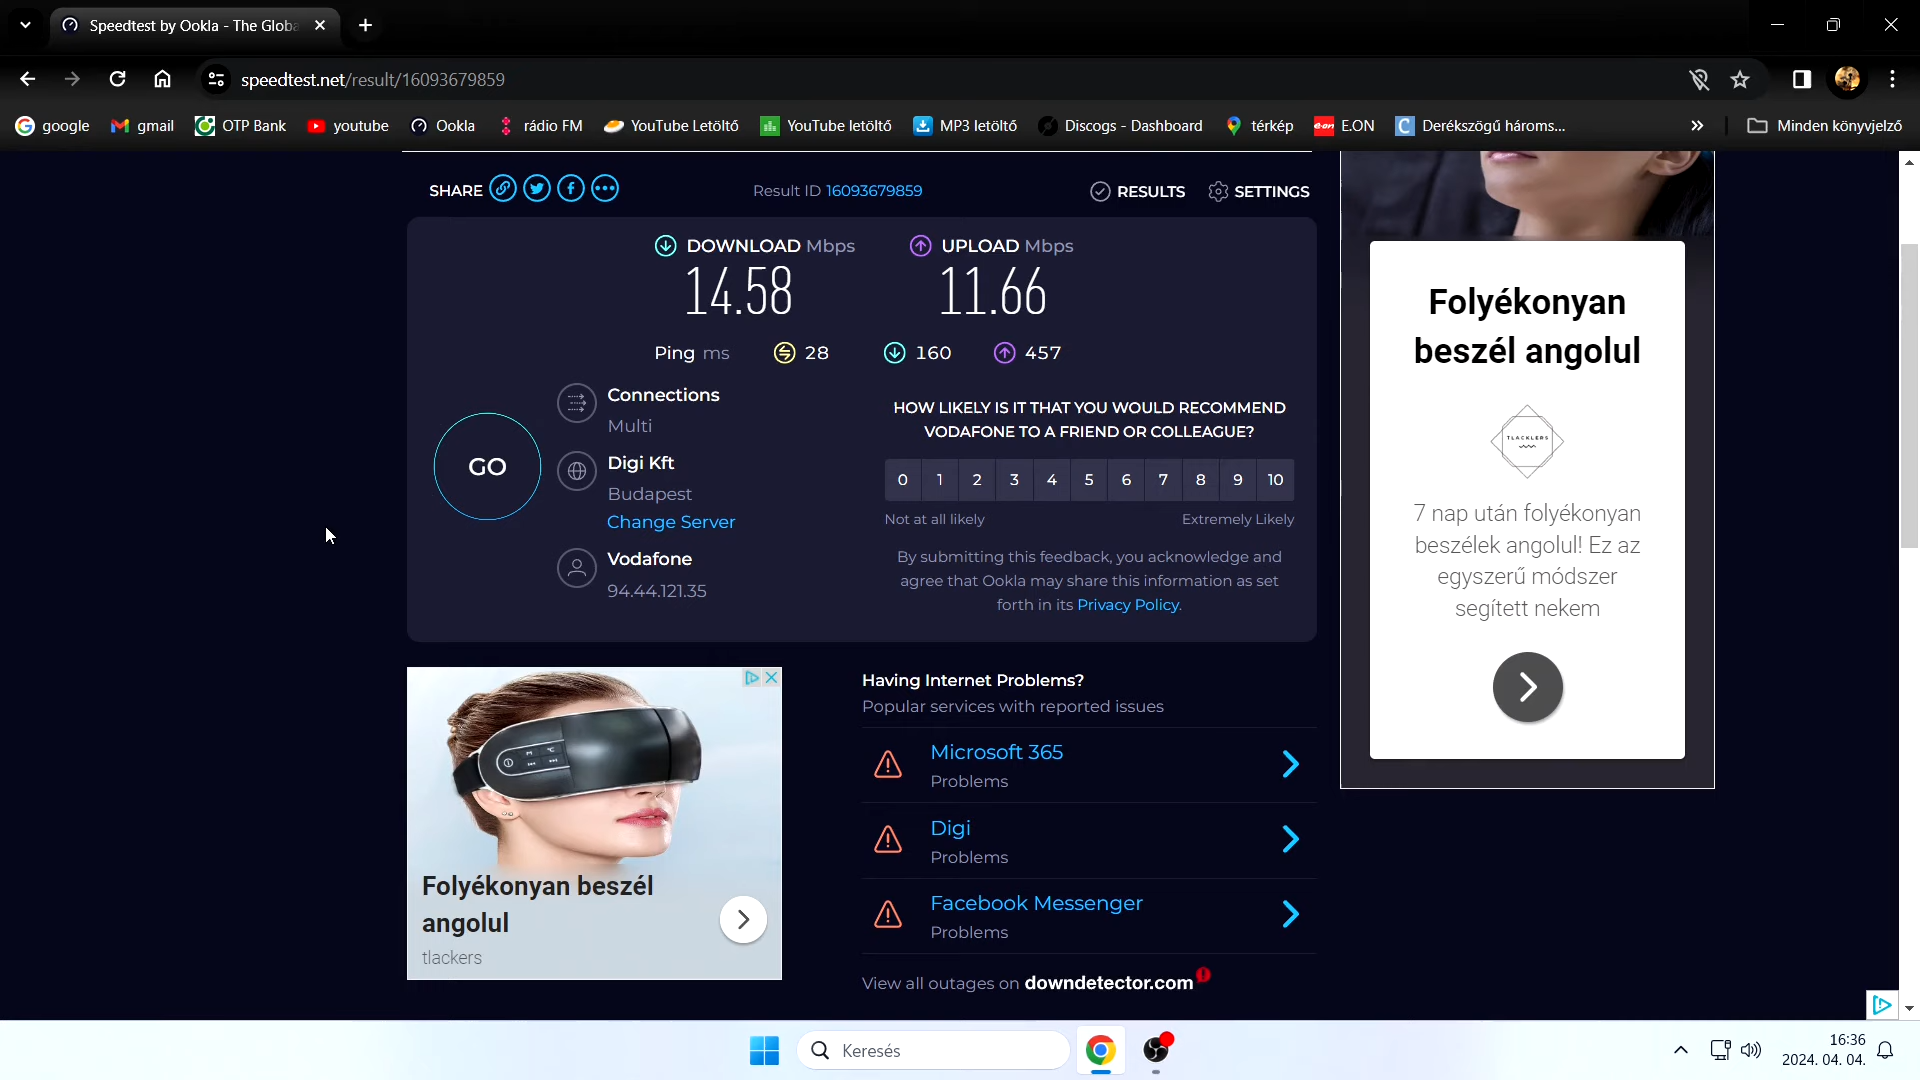 Speedtest by Ookla - The Globa
speedtest.net/result/16093679859
google gmail OTP Bank youtube Ookla rádio FM YouTube Letöltő YouTube letöltő MP3 letöltő Discogs - Dashboard térkép e-on E.ON C Derékszögű hároms... » Minden könyvjelző
SHARE Result ID 16093679859 RESULTS SETTINGS
DOWNLOAD Mbps UPLOAD Mbps
14.58 11.66
Ping ms 28 160 457
Connections
Multi
Digi Kft
Budapest
Change Server
Vodafone
94.44.121.35
GO
HOW LIKELY IS IT THAT YOU WOULD RECOMMEND
VODAFONE TO A FRIEND OR COLLEAGUE?
0 1 2 3 4 5 6 7 8 9 10
Not at all likely Extremely Likely
By submitting this feedback, you acknowledge and
agree that Ookla may share this information as set
forth in its Privacy Policy.
Folyékonyan
beszél angolul
TLACKLERS
7 nap után folyékonyan
beszélek angolul! Ez az
egyszerű módszer
segített nekem
Folyékonyan beszél
angolul
tlackers
Having Internet Problems?
Popular services with reported issues
Microsoft 365
Problems
Digi
Problems
Facebook Messenger
Problems
View all outages on downdetector.com
Keresés
16:36
2024. 04. 04.